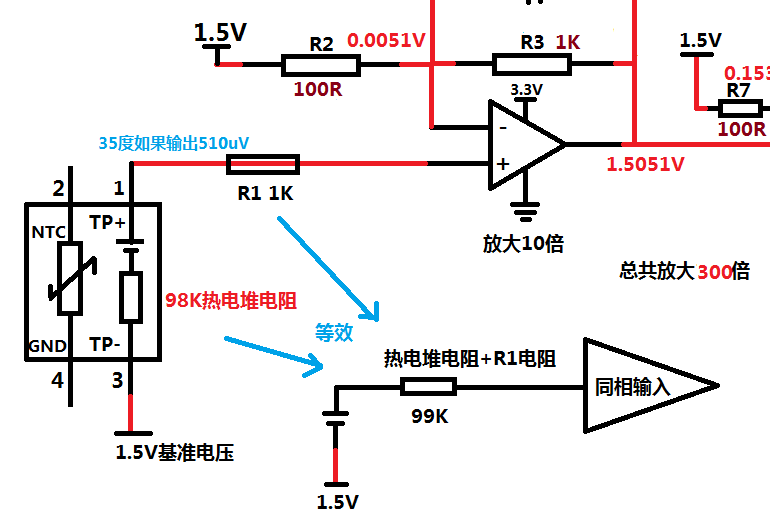 1.5V
R2
0.0051V
100R
R3 1K
1.5V
0.153
R7
100R
3.3V
-
+
35度如果输出510uV
R1 1K
1.5051V
放大10倍
2
1
NTC
TP+
98K热电堆电阻
GND
TP-
4
3
1.5V基准电压
总共放大300倍
等效
热电堆电阻+R1电阻
99K
同相输入
1.5V